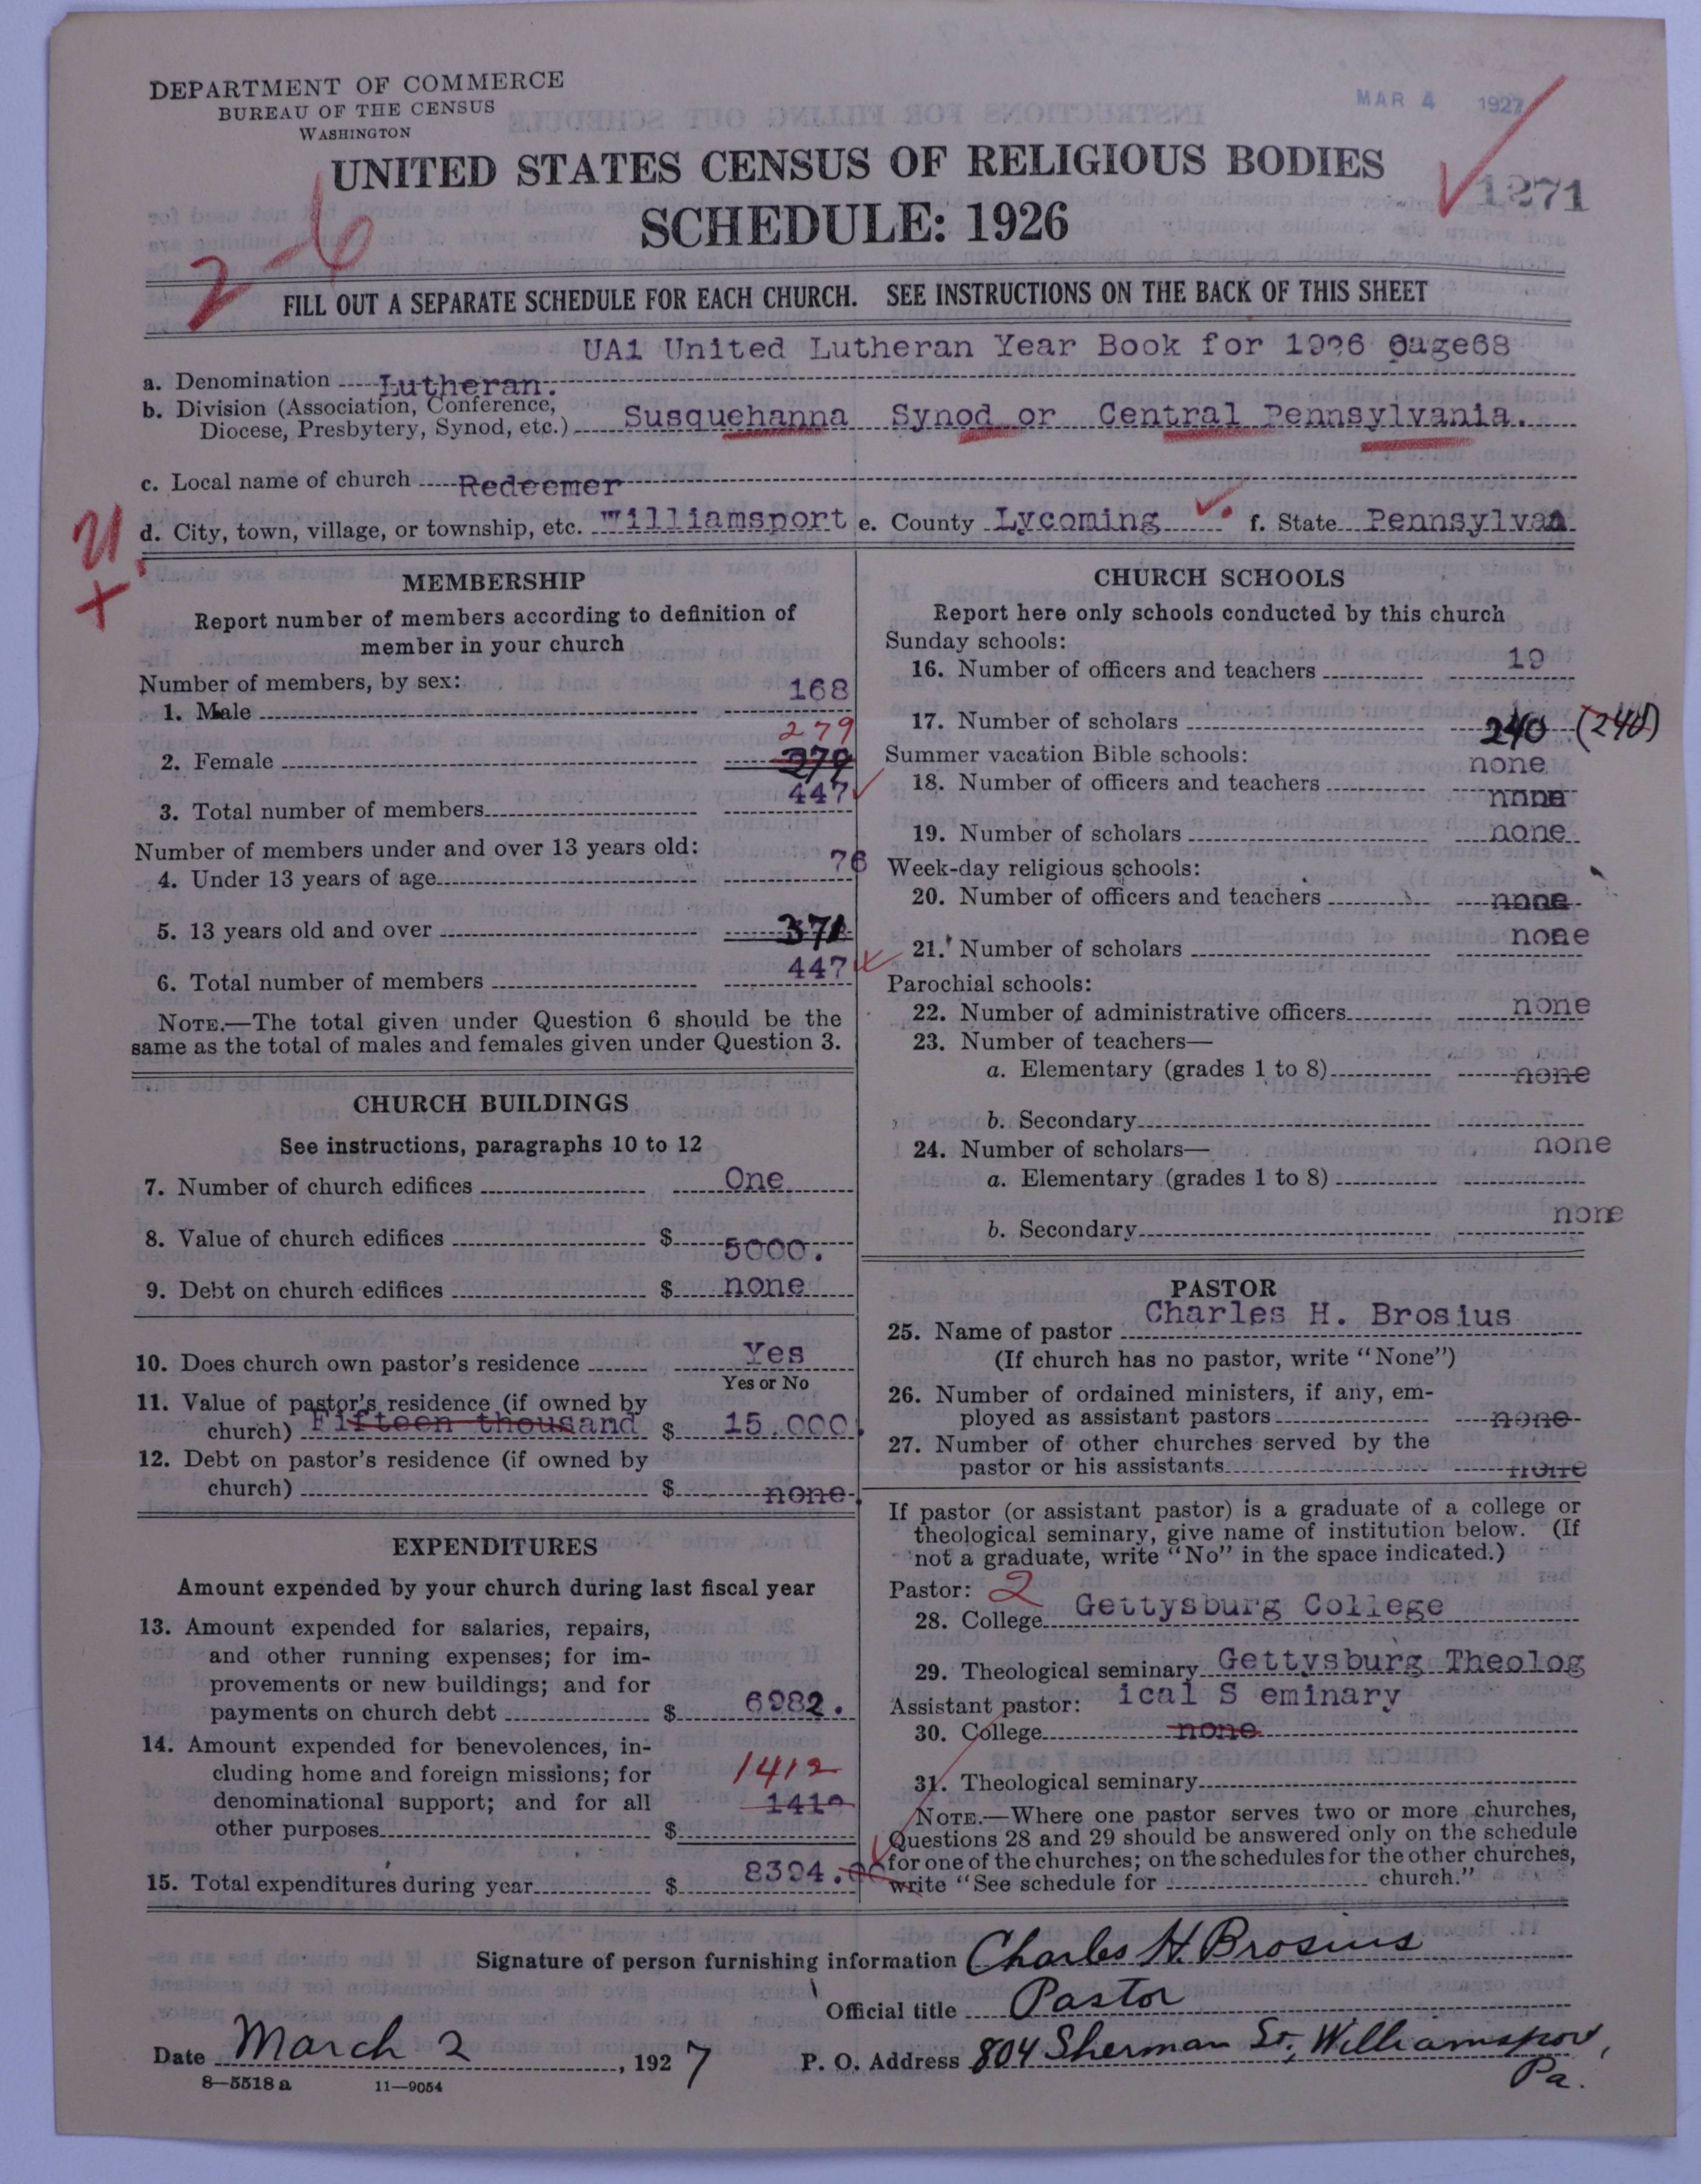 DEPARTMENT OF COMMERCE
BUREAU OF THE CENSUS
WASHINGTON
MAR 4 1927
UNITED STATES CENSUS OF RELIGIOUS BODIES
SCHEDULE: 1926
1271
2-6
FILL OUT A SEPARATE SCHEDULE FOR EACH CHURCH. SEE INSTRUCTIONS ON THE BACK OF THIS SHEET
UA1 United Lutheran Year Book for 1926 page68
a. Denomination Lutheran.
b. Division (Association, Conference,
Diocese, Presbytery, Synod, etc.) Susquehanna Synod or Central Pennsylvania.
c. Local name of church Redeemer
d. City, town, village, or township, etc. Williamsport e. County Lycoming f. State Pennsylvaa
21
+
MEMBERSHIP
Report number of members according to definition of
member in your church
Number of members, by sex:
1. Male 168
279
2. Female 279
3. Total number of members 447
Number of members under and over 13 years old:
4. Under 13 years of age 76
5. 13 years old and over 371
6. Total number of members 447
NOTE.—The total given under Question 6 should be the
same as the total of males and females given under Question 3.
CHURCH BUILDINGS
See instructions, paragraphs 10 to 12
7. Number of church edifices One
8. Value of church edifices $ 5000.
9. Debt on church edifices $ none
10. Does church own pastor's residence Yes
Yes or No
11. Value of pastor's residence (if owned by
church) Fifteen thousand $ 15.000.
12. Debt on pastor's residence (if owned by
church) $ none.
EXPENDITURES
Amount expended by your church during last fiscal year
13. Amount expended for salaries, repairs,
and other running expenses; for im-
provements or new buildings; and for
payments on church debt $ 6982.
14. Amount expended for benevolences, in-
cluding home and foreign missions; for
denominational support; and for all
other purposes $ 1412
1412
15. Total expenditures during year $ 8394.00
CHURCH SCHOOLS
Report here only schools conducted by this church
Sunday schools:
16. Number of officers and teachers 19
17. Number of scholars 240 (240)
Summer vacation Bible schools:
none
18. Number of officers and teachers none
19. Number of scholars none
Week-day religious schools:
20. Number of officers and teachers none
21. Number of scholars none
Parochial schools:
22. Number of administrative officers none
23. Number of teachers—
a. Elementary (grades 1 to 8) none
b. Secondary
24. Number of scholars— none
a. Elementary (grades 1 to 8)
b. Secondary none
PASTOR
25. Name of pastor Charles H. Brosius
(If church has no pastor, write "None")
26. Number of ordained ministers, if any, em-
ployed as assistant pastors none
27. Number of other churches served by the
pastor or his assistants none
If pastor (or assistant pastor) is a graduate of a college or
theological seminary, give name of institution below. (If
not a graduate, write "No" in the space indicated.)
Pastor: 2
28. College Gettysburg College
29. Theological seminary Gettysburg Theolog
Assistant pastor: ical S eminary
30. College none
31. Theological seminary
NOTE.—Where one pastor serves two or more churches,
Questions 28 and 29 should be answered only on the schedule
for one of the churches; on the schedules for the other churches,
write "See schedule for church."
Signature of person furnishing information Charles H. Brosius
Official title Pastor
Date March 2, 1927 P. O. Address 804 Sherman St., Williamsport,
Pa.
8—5518 a 11—9054